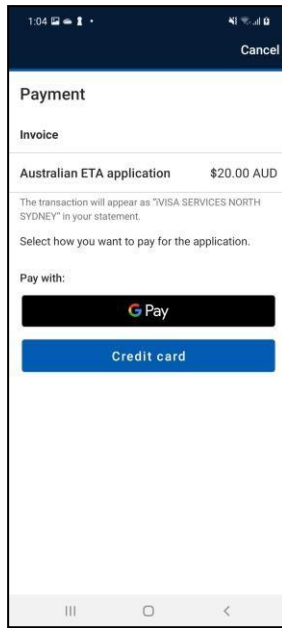 1:04
Cancel
Payment
Invoice
Australian ETA application $20.00 AUD
The transaction will appear as "iVISA SERVICES NORTH
SYDNEY" in your statement.
Select how you want to pay for the application.
Pay with:
G Pay
Credit card